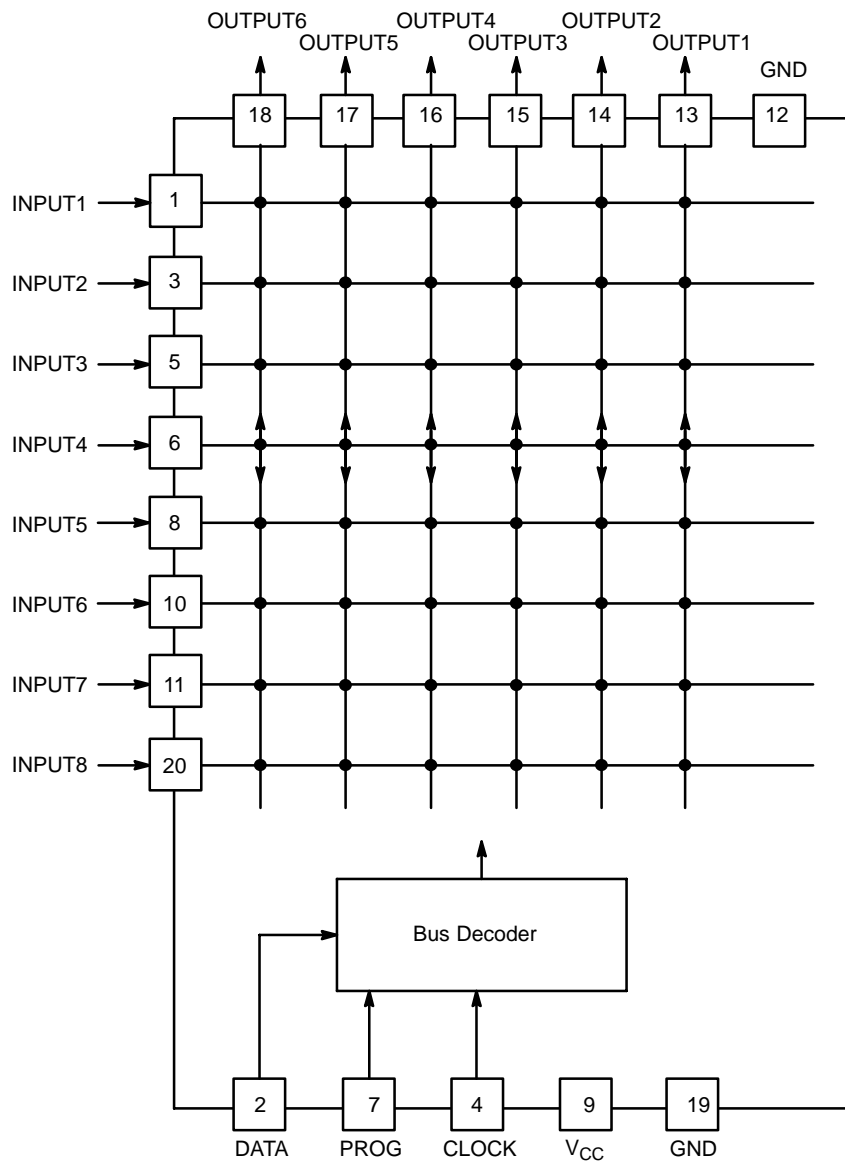 OUTPUT6 OUTPUT4 OUTPUT2
OUTPUT5 OUTPUT3 OUTPUT1
GND
18 17 16 15 14 13 12
INPUT1 1
INPUT2 3
INPUT3 5
INPUT4 6
INPUT5 8
INPUT6 10
INPUT7 11
INPUT8 20
Bus Decoder
2 7 4 9 19
DATA PROG CLOCK VCC GND